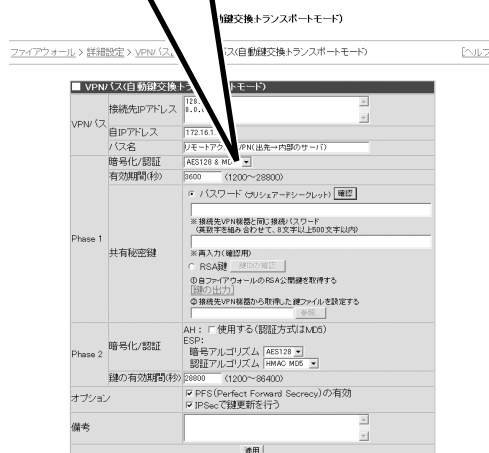 動鍵交換トランスポートモード)
ファイアウォール > 詳細設定 > VPNパス
パス(自動鍵交換トランスポートモード)
[ヘルプ
■ VPNパス(自動鍵交換トランスポートモード)
VPNパス
接続先IPアドレス
128.
0.0.
自IPアドレス
172.16.1
パス名
リモートアクセスVPN(出先→内部のサーバ)
Phase 1
暗号化/認証
AES128 & MD
有効期間(秒)
3600 (1200~28800)
共有秘密鍵
パスワード (プリシェアードシークレット) 確認
※接続先VPN機器と同じ接続パスワード
(英数字を組み合わせて、8文字以上500文字以内)
※再入力(確認用)
RSA鍵 鍵IDの確認
①自ファイアウォールのRSA公開鍵を取得する
[鍵の出力]
②接続先VPN機器から取得した鍵ファイルを設定する
参照
Phase 2
暗号化/認証
AH: 使用する(認証方式はMD5)
ESP:
暗号アルゴリズム AES128
認証アルゴリズム HMAC MD5
鍵の有効期間(秒)
28800 (1200~86400)
オプション
PFS(Perfect Forward Secrecy)の有効
IPSecで鍵更新を行う
備考
適用